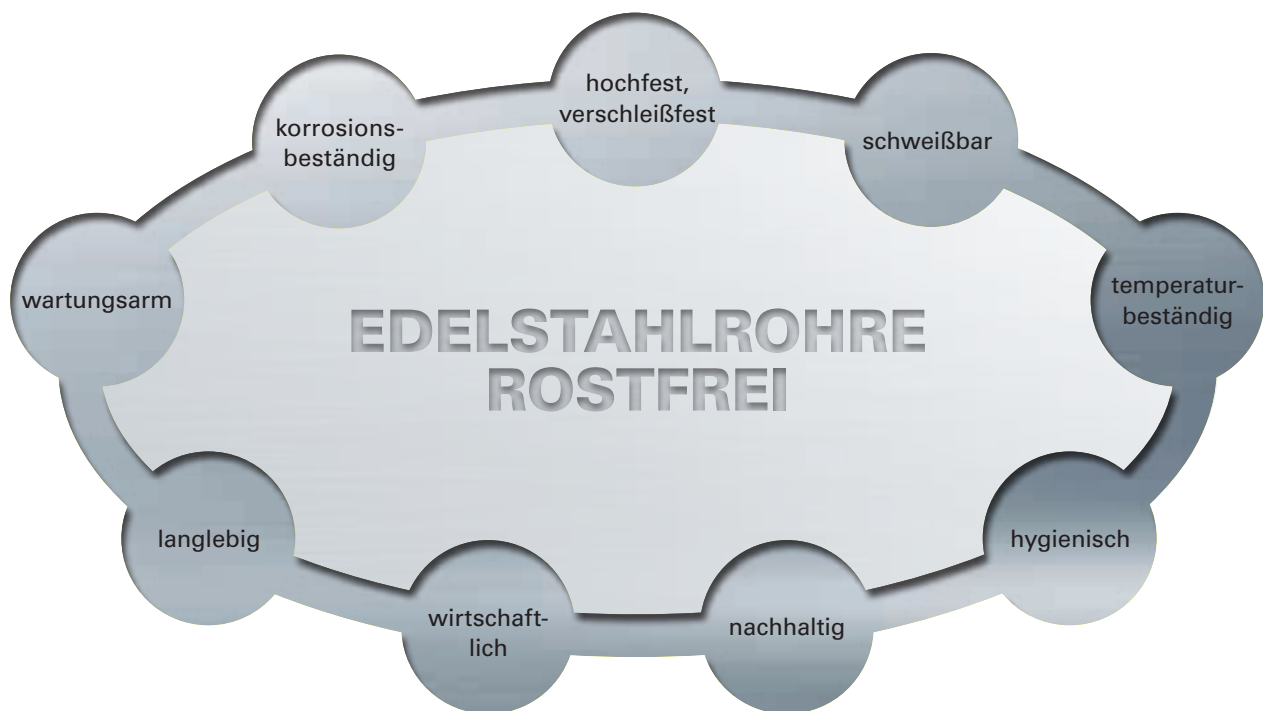 hochfest,
verschleißfest
korrosions-
beständig
schweißbar
wartungsarm
temperatur-
beständig
EDELSTAHLROHRE
ROSTFREI
langlebig
hygienisch
wirtschaft-
lich
nachhaltig